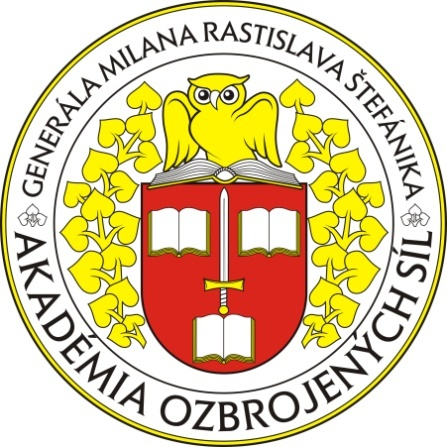 AKADÉMIA OZBROJENÝCH SÍL
GENERÁLA MILANA RASTISLAVA ŠTEFÁNIKA